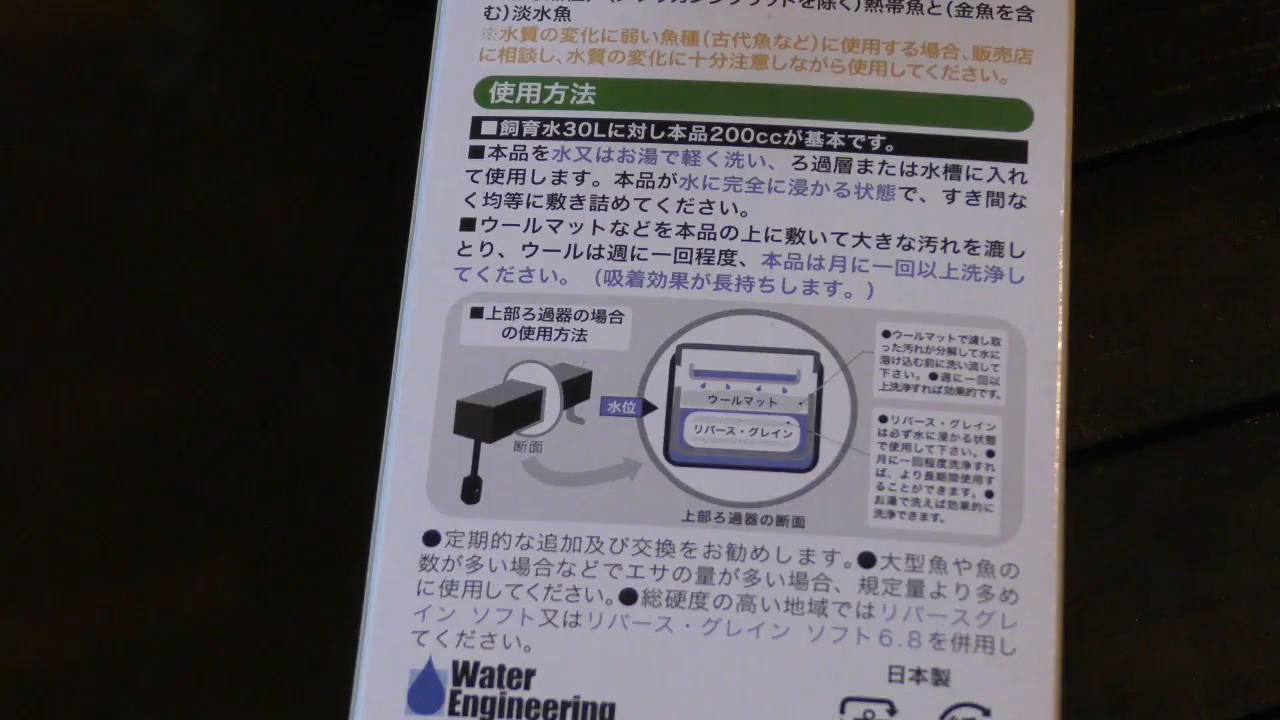 を除く)熱帯魚と(金魚を含
む)淡水魚
※水質の変化に弱い魚種(古代魚など)に使用する場合、販売店
に相談し、水質の変化に十分注意しながら使用してください。
使用方法
■飼育水30Lに対し本品200ccが基本です。
■本品を水又はお湯で軽く洗い、ろ過層または水槽に入れ
て使用します。本品が水に完全に浸かる状態で、すき間な
く均等に敷き詰めてください。
■ウールマットなどを本品の上に敷いて大きな汚れを漉し
とり、ウールは週に一回程度、本品は月に一回以上洗浄し
てください。(吸着効果が長持ちします。)
■上部ろ過器の場合
の使用方法
断面
水位
ウールマット
リバース・グレイン
上部ろ過器の断面
●ウールマットで漉し取
った汚れが分解して水に
溶け込む前に洗い流して
下さい。●週に一回以
上洗浄すれば効果的です。
●リバース・グレイン
は必ず水に浸かる状態
で使用して下さい。●
月に一回程度洗浄すれ
ば、より長期間使用す
ることができます。●
お湯で洗えば効果的に
洗浄できます。
●定期的な追加及び交換をお勧めします。●大型魚や魚の
数が多い場合などでエサの量が多い場合、規定量より多め
に使用してください。●総硬度の高い地域ではリバースグレ
イン ソフト又はリバース・グレイン ソフト6.8を併用し
てください。
Water
Engineering
日本製